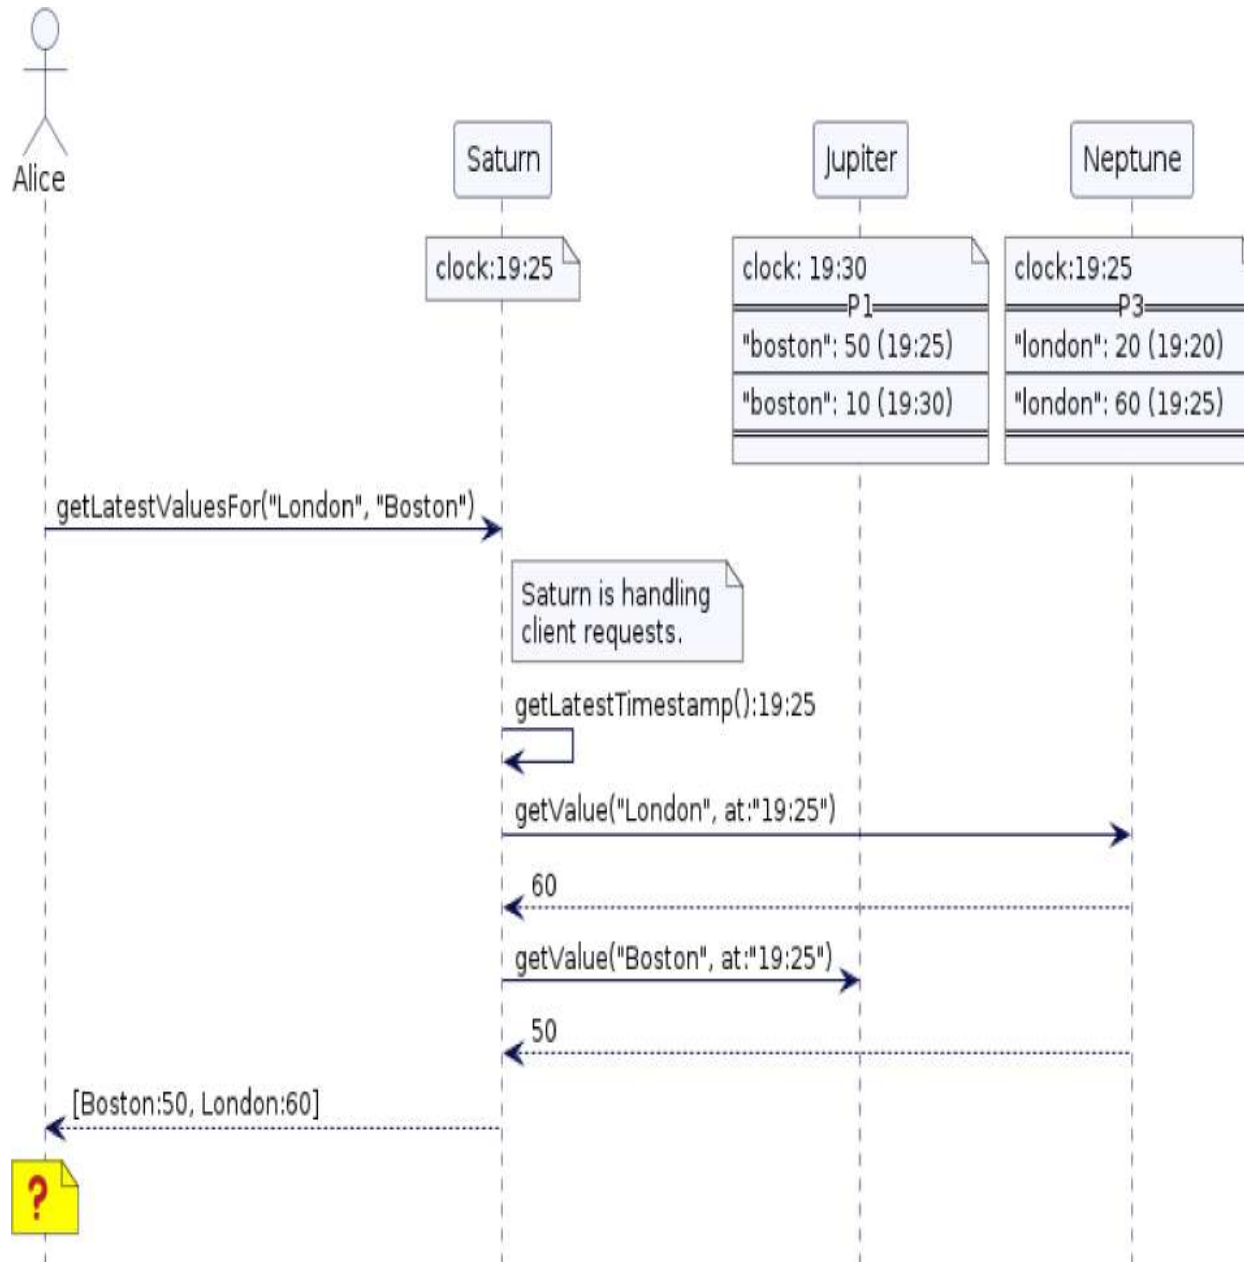 Alice
Saturn
Jupiter
Neptune
clock:19:25
clock: 19:30
P1
"boston": 50 (19:25)
"boston": 10 (19:30)
clock:19:25
P3
"london": 20 (19:20)
"london": 60 (19:25)
getLatestValuesFor("London", "Boston")
Saturn is handling
client requests.
getLatestTimestamp():19:25
getValue("London", at:"19:25")
60
getValue("Boston", at:"19:25")
50
[Boston:50, London:60]
?